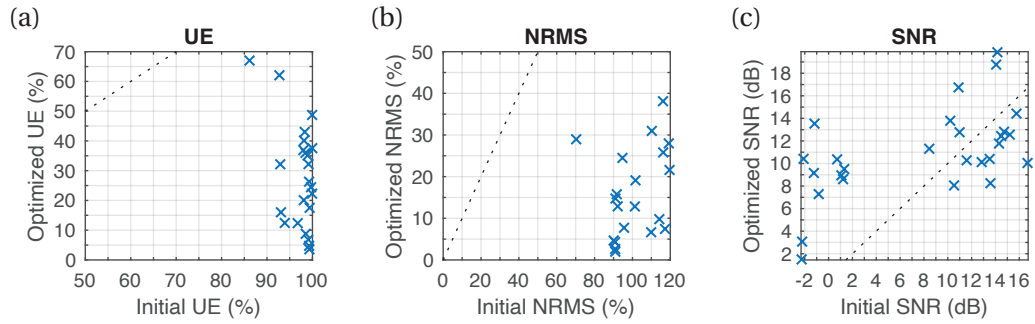 (a)
UE
70
60
50
40
30
20
10
0
Optimized UE (%)
50 60 70 80 90 100
Initial UE (%)
(b)
NRMS
50
40
30
20
10
0
Optimized NRMS (%)
0 20 40 60 80 100 120
Initial NRMS (%)
(c)
SNR
18
16
14
12
10
8
6
4
2
Optimized SNR (dB)
-2 0 2 4 6 8 10 12 14 16
Initial SNR (dB)